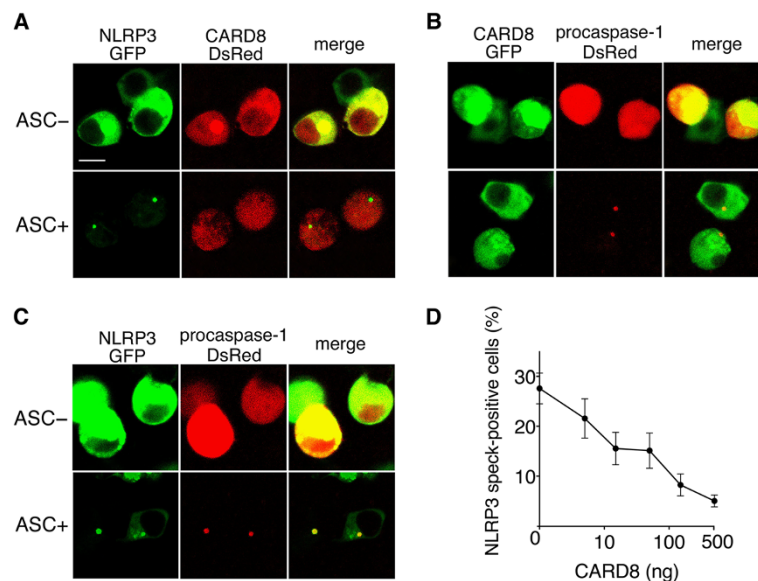 A
NLRP3 GFP
CARD8 DsRed
merge
ASC−
ASC+
B
CARD8 GFP
procaspase-1 DsRed
merge
C
NLRP3 GFP
procaspase-1 DsRed
merge
ASC−
ASC+
D
NLRP3 speck-positive cells (%)
30
20
10
0 10 100 500
CARD8 (ng)